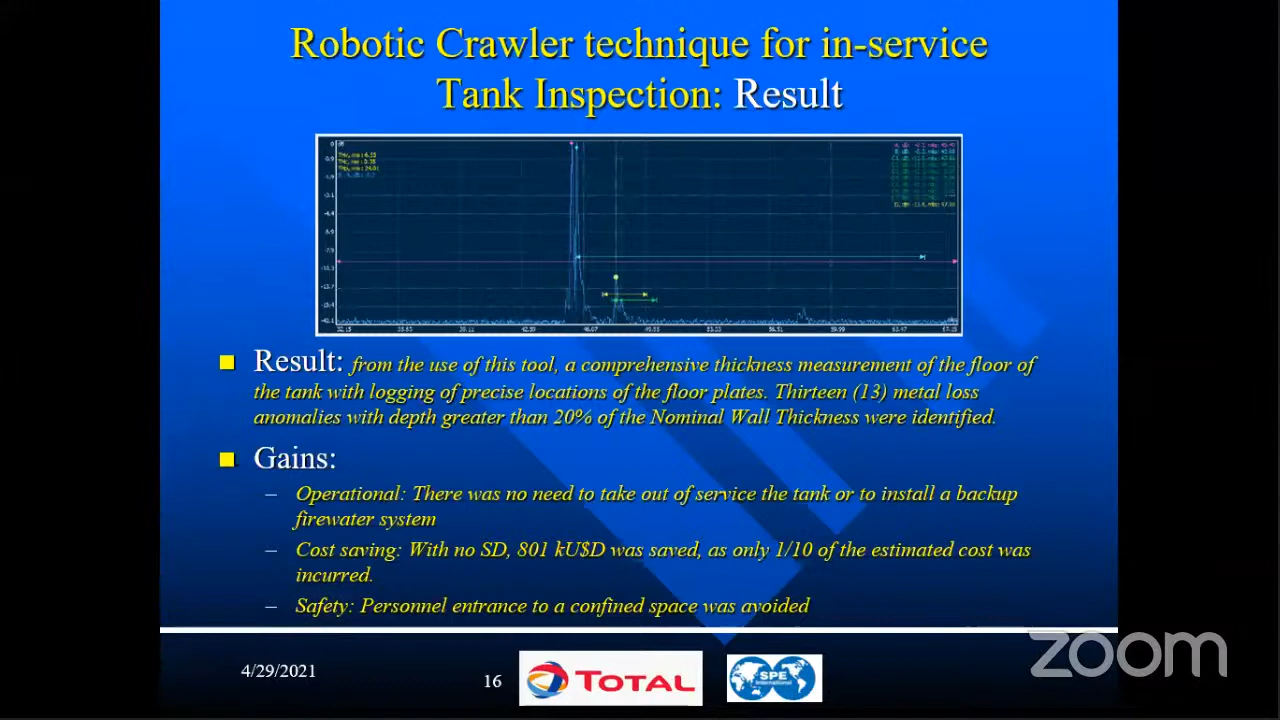 Robotic Crawler technique for in-service
Tank Inspection: Result
Result: from the use of this tool, a comprehensive thickness measurement of the floor of
the tank with logging of precise locations of the floor plates. Thirteen (13) metal loss
anomalies with depth greater than 20% of the Nominal Wall Thickness were identified.
Gains:
– Operational: There was no need to take out of service the tank or to install a backup
firewater system
– Cost saving: With no SD, 801 kU$D was saved, as only 1/10 of the estimated cost was
incurred.
– Safety: Personnel entrance to a confined space was avoided
4/29/2021
16
TOTAL
SPE
International
zoom